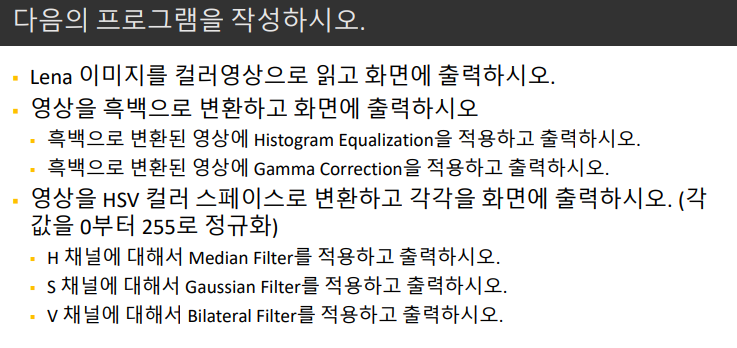 다음의 프로그램을 작성하시오.
Lena 이미지를 컬러영상으로 읽고 화면에 출력하시오.
영상을 흑백으로 변환하고 화면에 출력하시오
흑백으로 변환된 영상에 Histogram Equalization을 적용하고 출력하시오.
흑백으로 변환된 영상에 Gamma Correction을 적용하고 출력하시오.
영상을 HSV 컬러 스페이스로 변환하고 각각을 화면에 출력하시오. (각
값을 0부터 255로 정규화)
H 채널에 대해서 Median Filter를 적용하고 출력하시오.
S 채널에 대해서 Gaussian Filter를 적용하고 출력하시오.
V 채널에 대해서 Bilateral Filter를 적용하고 출력하시오.